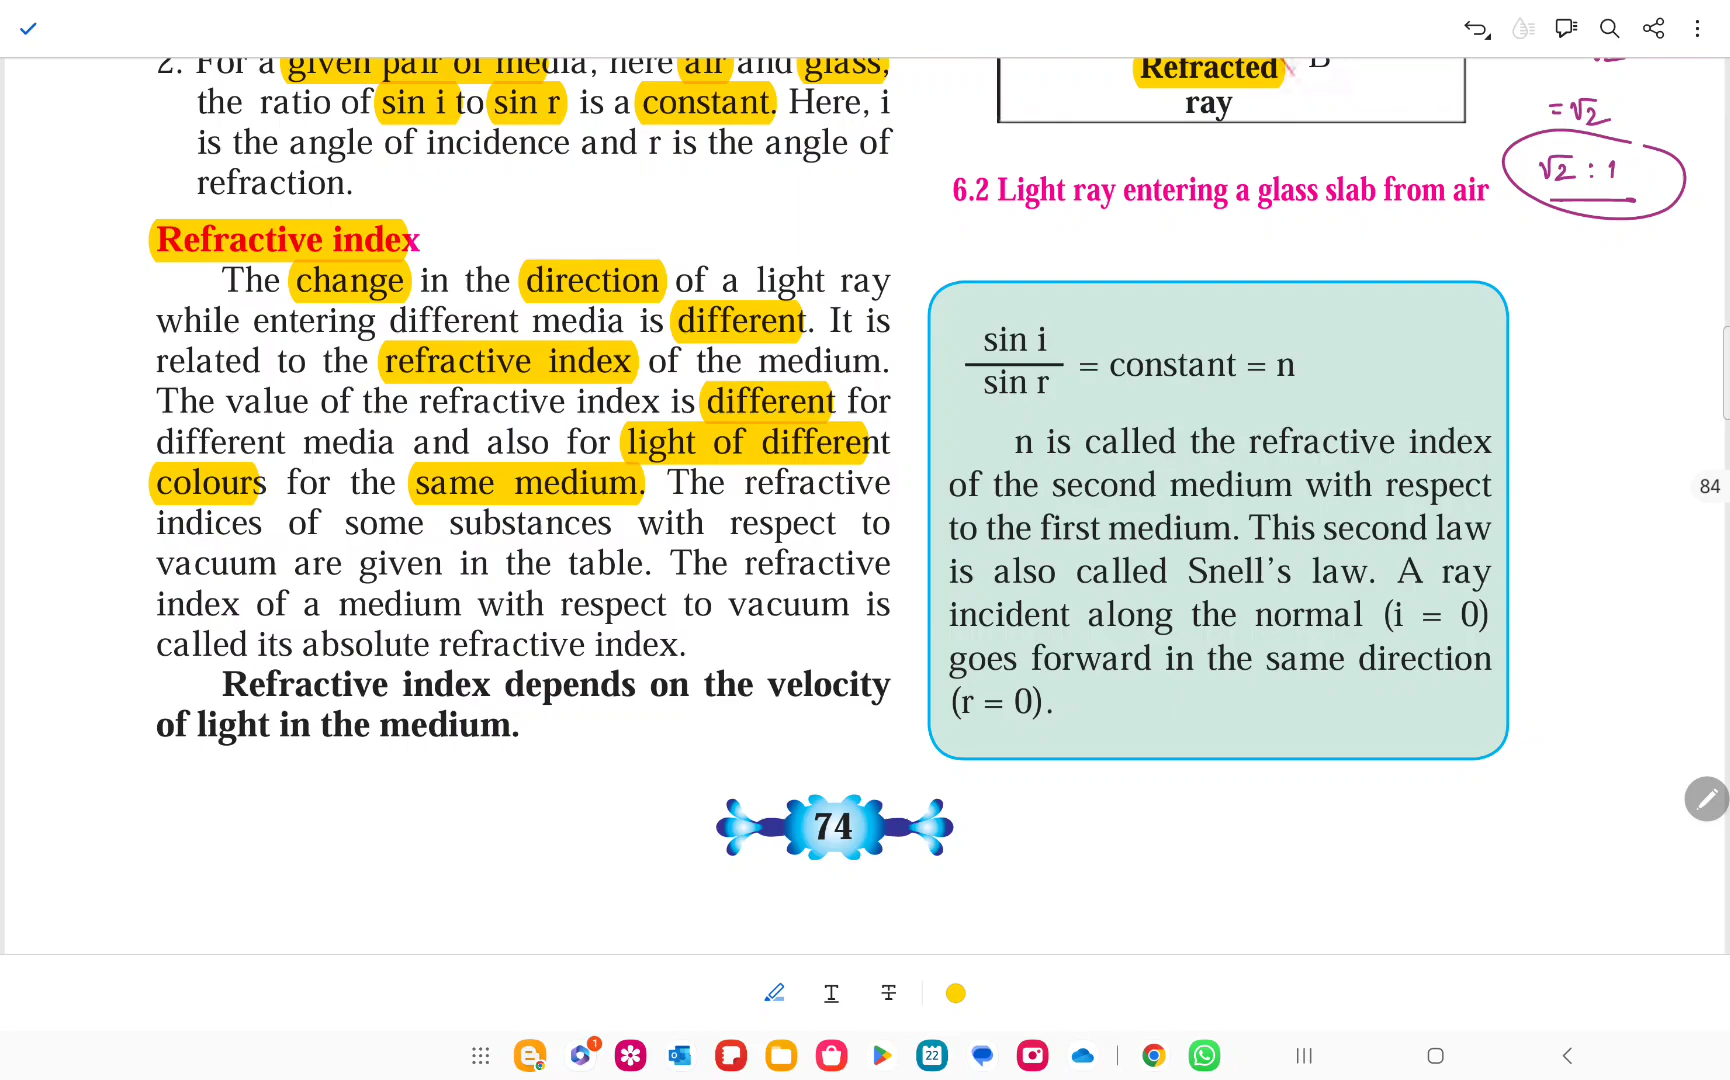 2. For a given pair of media, here air and glass,
the ratio of sin i to sin r is a constant. Here, i
is the angle of incidence and r is the angle of
refraction.
Refractive index
The change in the direction of a light ray
while entering different media is different. It is
related to the refractive index of the medium.
The value of the refractive index is different for
different media and also for light of different
colours for the same medium. The refractive
indices of some substances with respect to
vacuum are given in the table. The refractive
index of a medium with respect to vacuum is
called its absolute refractive index.
Refractive index depends on the velocity
of light in the medium.
Refracted
ray
B
6.2 Light ray entering a glass slab from air
= √2
√2 : 1
sin i
sin r
= constant = n
n is called the refractive index
of the second medium with respect
to the first medium. This second law
is also called Snell’s law. A ray
incident along the normal (i = 0)
goes forward in the same direction
(r = 0).
74
84
1
22